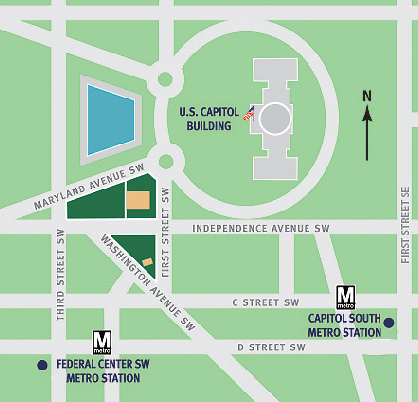 U.S. CAPITOL
BUILDING
N
MARYLAND AVENUE SW
INDEPENDENCE AVENUE SW
FIRST STREET SW
FIRST STREET SE
THIRD STREET SW
WASHINGTON AVENUE SW
C STREET SW
M
metro
CAPITOL SOUTH
METRO STATION
M
metro
D STREET SW
FEDERAL CENTER SW
METRO STATION